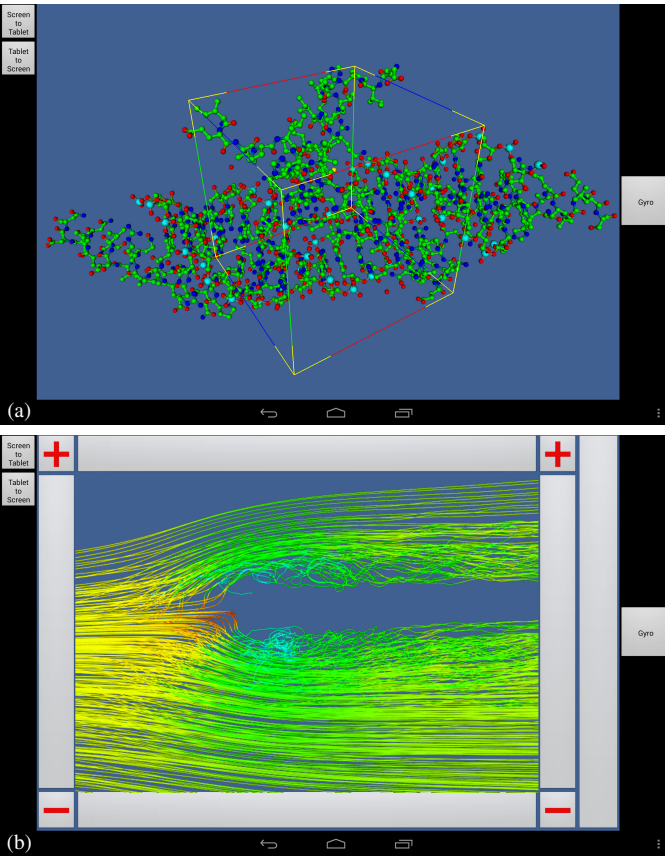 Screen
to
Tablet
Tablet
to
Screen
Gyro
(a)
Screen
to
Tablet
Tablet
to
Screen
Gyro
(b)